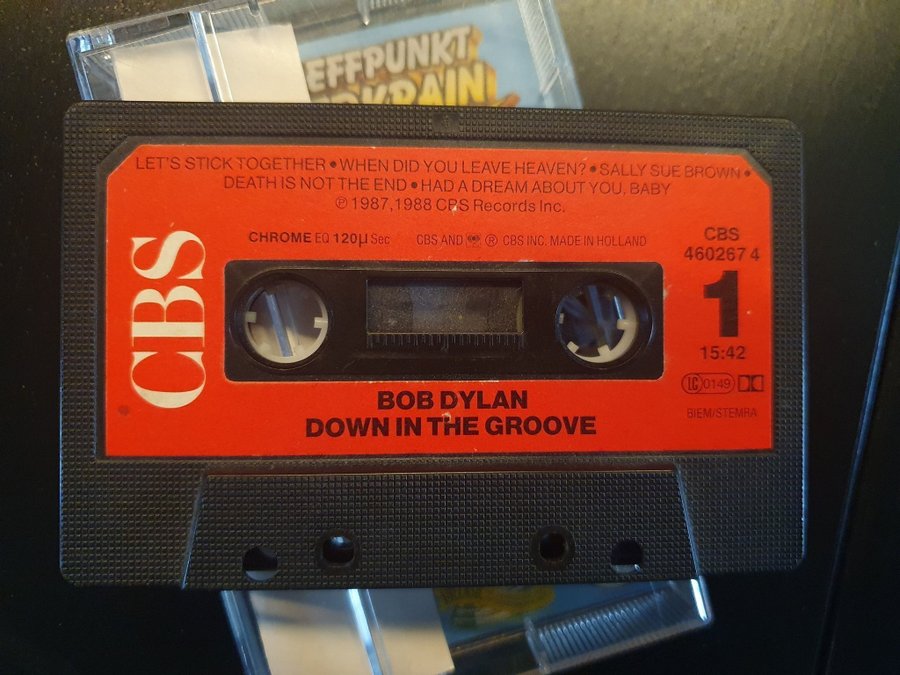 EFFPUNKT
LET'S STICK TOGETHER • WHEN DID YOU LEAVE HEAVEN? • SALLY SUE BROWN •
DEATH IS NOT THE END • HAD A DREAM ABOUT YOU, BABY
℗ 1987,1988 CBS Records Inc.
CHROME EQ 120µ Sec CBS AND ® CBS INC. MADE IN HOLLAND
CBS
CBS
460267 4
1
15:42
LC 0149
BIEM/STEMRA
BOB DYLAN
DOWN IN THE GROOVE